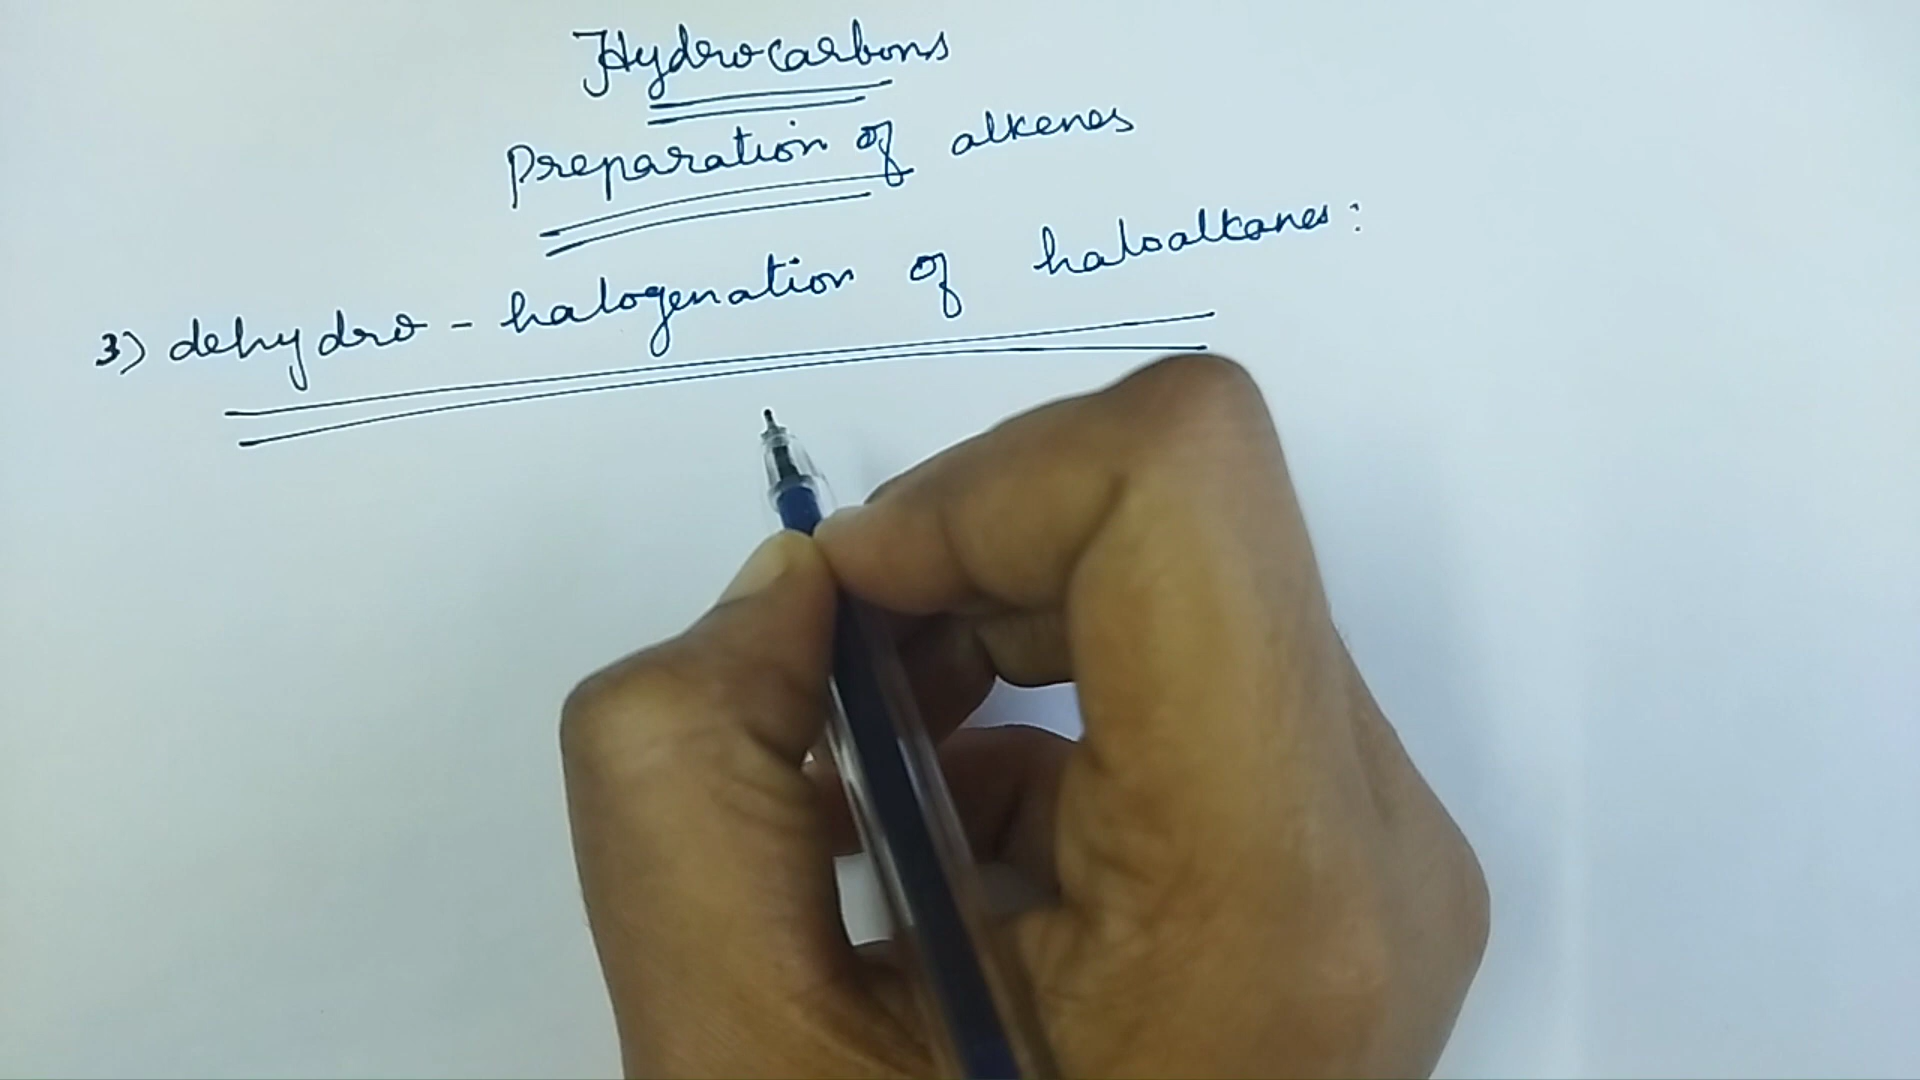 Hydrocarbons
Preparation of alkenes
3) dehydro - halogenation of haloalkanes: